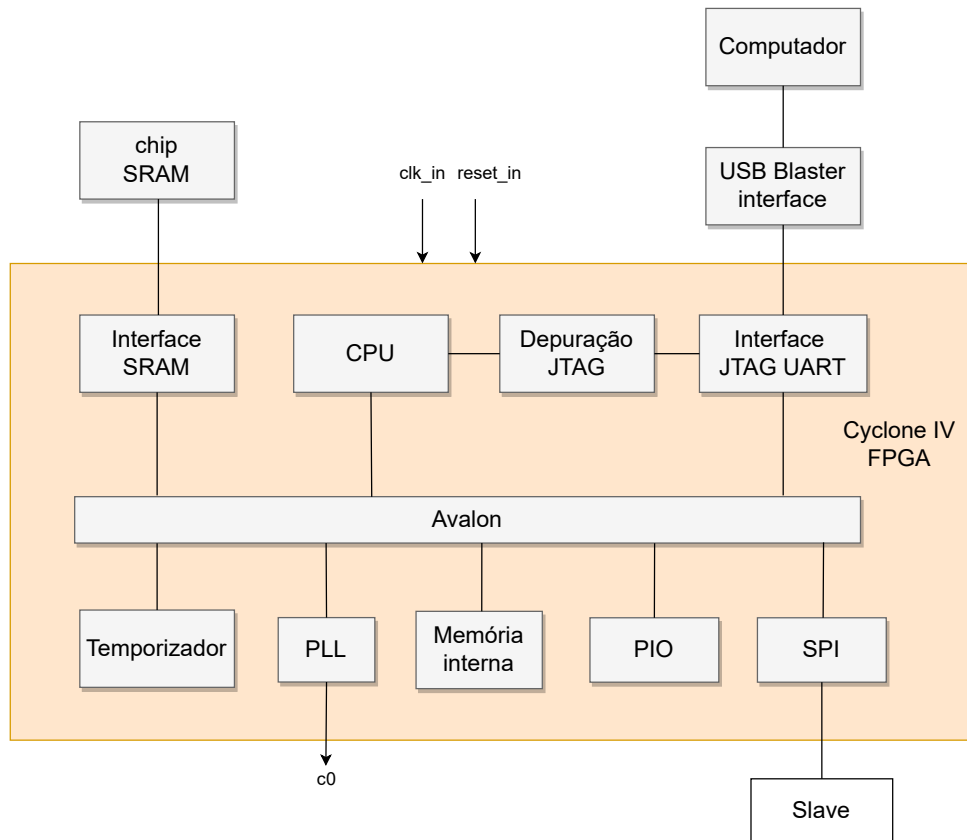 Computador
chip
SRAM
clk_in
reset_in
USB Blaster
interface
Interface
SRAM
CPU
Depuração
JTAG
Interface
JTAG UART
Cyclone IV
FPGA
Avalon
Temporizador
PLL
Memória
interna
PIO
SPI
c0
Slave